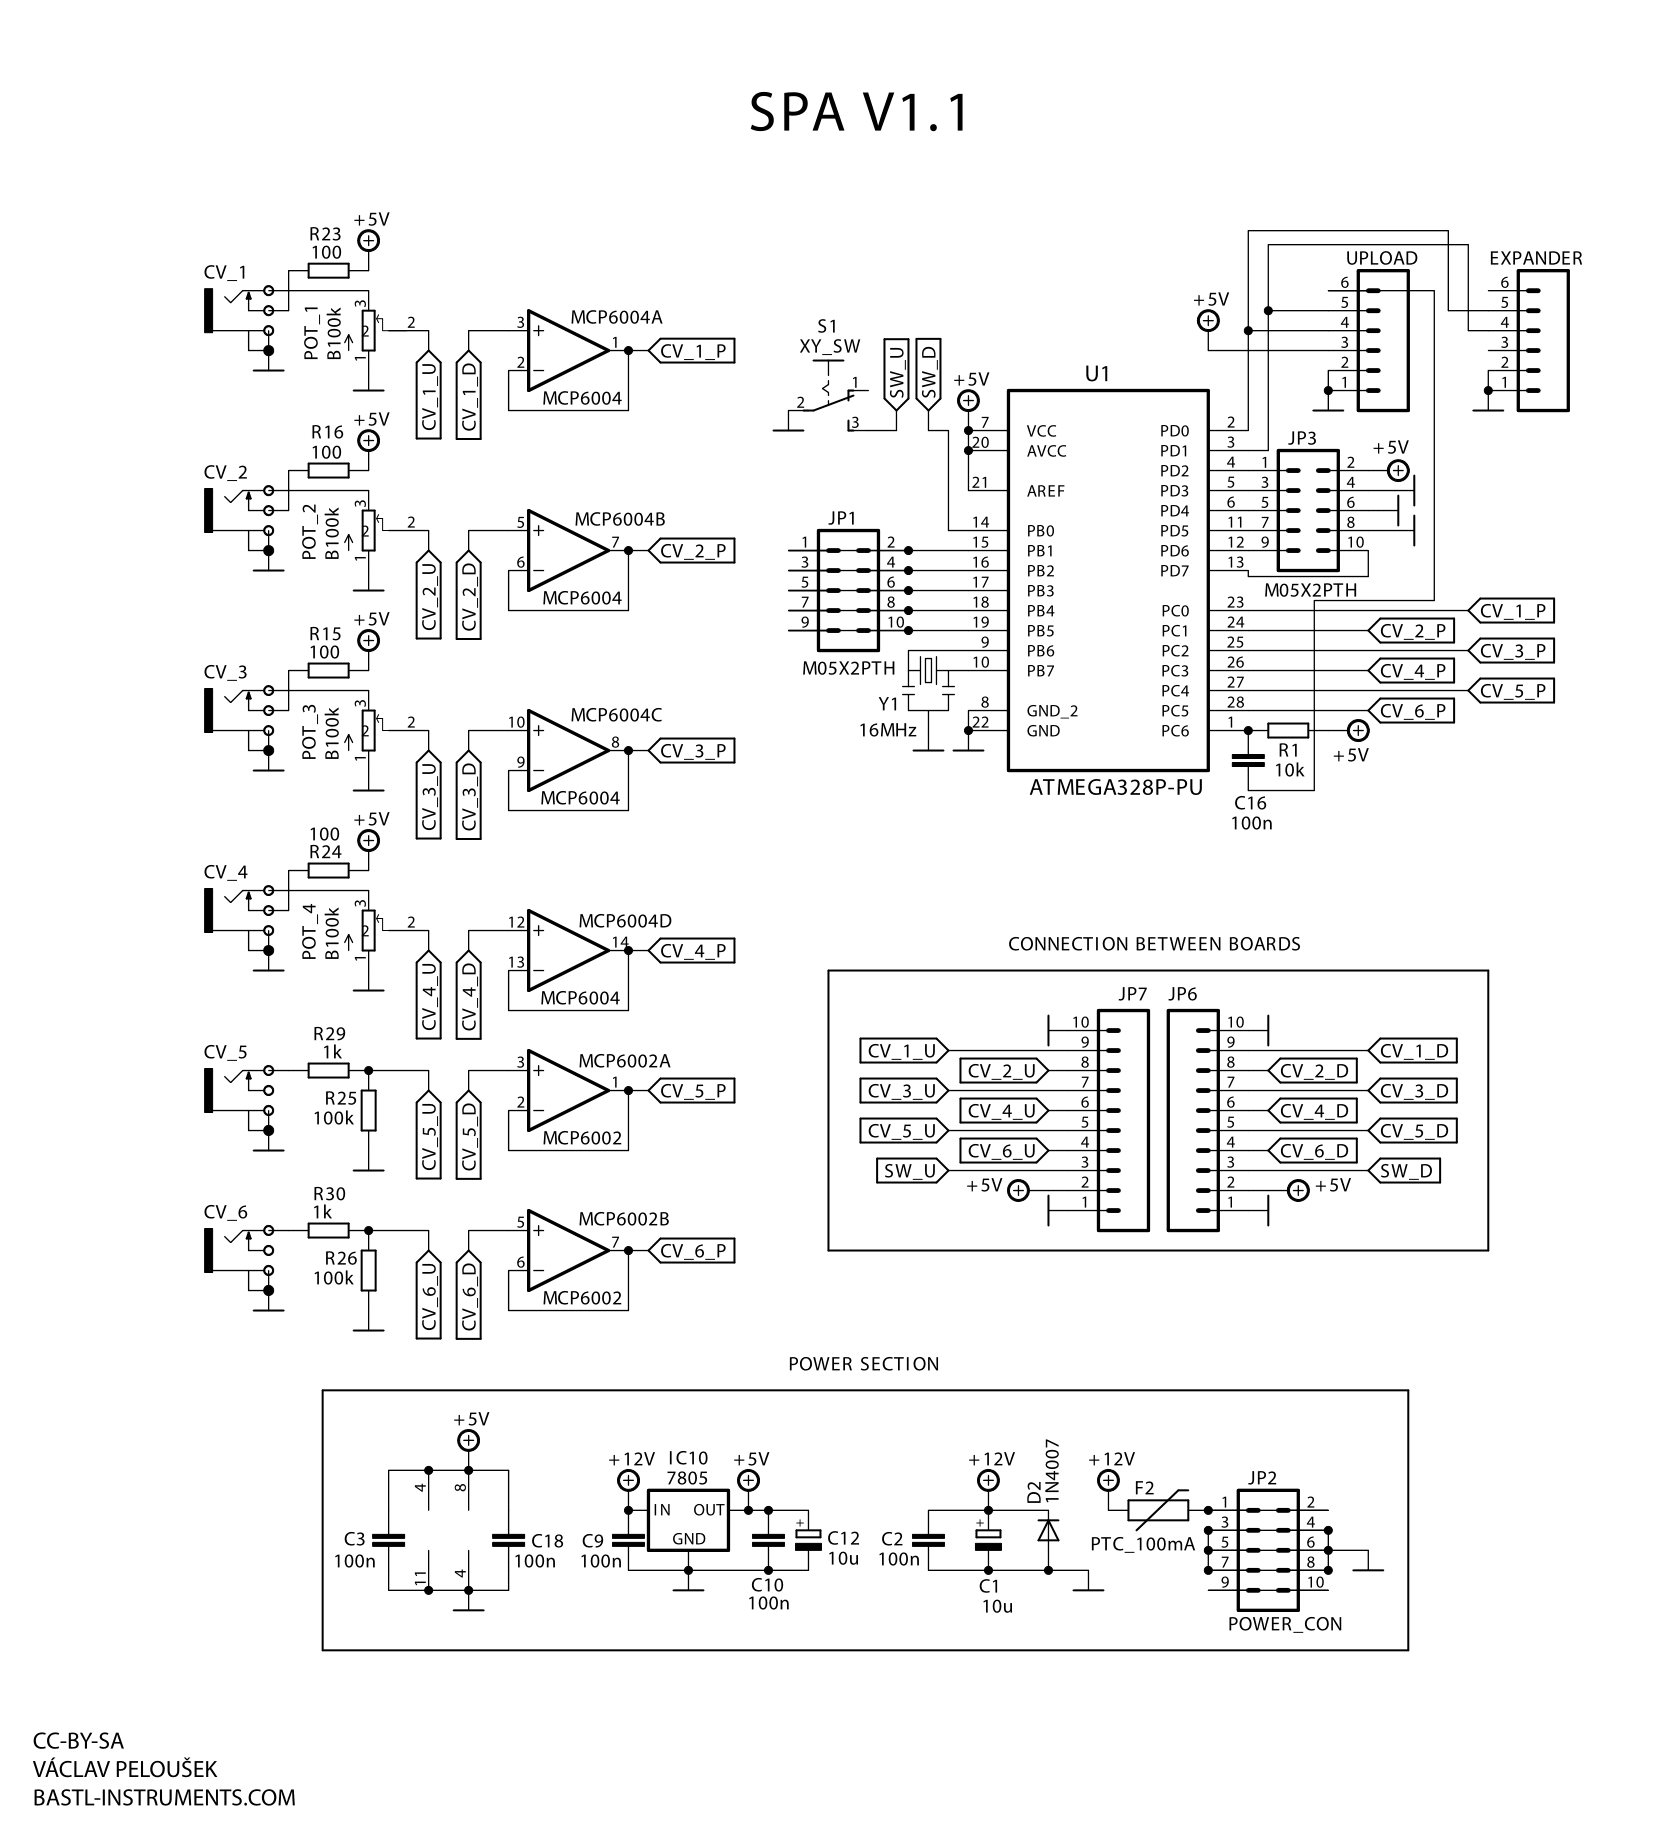 SPA V1.1
+5V
R23
100
CV_1
POT_1
B100k
3
2
1
2
CV_1_U
CV_1_D
3
2
1
+
−
MCP6004A
MCP6004
CV_1_P
+5V
R16
100
CV_2
POT_2
B100k
3
2
1
2
CV_2_U
CV_2_D
5
6
7
+
−
MCP6004B
MCP6004
CV_2_P
+5V
R15
100
CV_3
POT_3
B100k
3
2
1
2
CV_3_U
CV_3_D
10
9
8
+
−
MCP6004C
MCP6004
CV_3_P
+5V
100
R24
CV_4
POT_4
B100k
3
2
1
2
CV_4_U
CV_4_D
12
13
14
+
−
MCP6004D
MCP6004
CV_4_P
R29
1k
CV_5
R25
100k
CV_5_U
CV_5_D
3
2
1
+
−
MCP6002A
MCP6002
CV_5_P
R30
1k
CV_6
R26
100k
CV_6_U
CV_6_D
5
6
7
+
−
MCP6002B
MCP6002
CV_6_P
S1
XY_SW
1
2
3
SW_U
SW_D
+5V
U1
7 VCC
20 AVCC
21 AREF
14 PB0
15 PB1
16 PB2
17 PB3
18 PB4
19 PB5
9 PB6
10 PB7
8 GND_2
22 GND
PD0 2
PD1 3
PD2 4
PD3 5
PD4 6
PD5 11
PD6 12
PD7 13
PC0 23
PC1 24
PC2 25
PC3 26
PC4 27
PC5 28
PC6 1
ATMEGA328P-PU
JP1
1 2
3 4
5 6
7 8
9 10
M05X2PTH
Y1
16MHz
+5V
UPLOAD
6
5
4
3
2
1
EXPANDER
6
5
4
3
2
1
JP3
+5V
1 2
3 4
5 6
7 8
9 10
M05X2PTH
CV_1_P
CV_2_P
CV_3_P
CV_4_P
CV_5_P
CV_6_P
R1
10k
+5V
C16
100n
CONNECTION BETWEEN BOARDS
JP7 JP6
10 10
CV_1_U 9 9 CV_1_D
CV_2_U 8 8 CV_2_D
CV_3_U 7 7 CV_3_D
CV_4_U 6 6 CV_4_D
CV_5_U 5 5 CV_5_D
CV_6_U 4 4 CV_6_D
SW_U 3 3 SW_D
+5V 2 2 +5V
1 1
POWER SECTION
+5V
4
8
C3
100n
C18
100n
11
4
+12V
IC10
7805
+5V
IN OUT
GND
C9
100n
+
C12
10u
C10
100n
+12V
D2
1N4007
C2
100n
+
C1
10u
+12V
F2
PTC_100mA
JP2
1 2
3 4
5 6
7 8
9 10
POWER_CON
CC-BY-SA
VÁCLAV PELOUŠEK
BASTL-INSTRUMENTS.COM